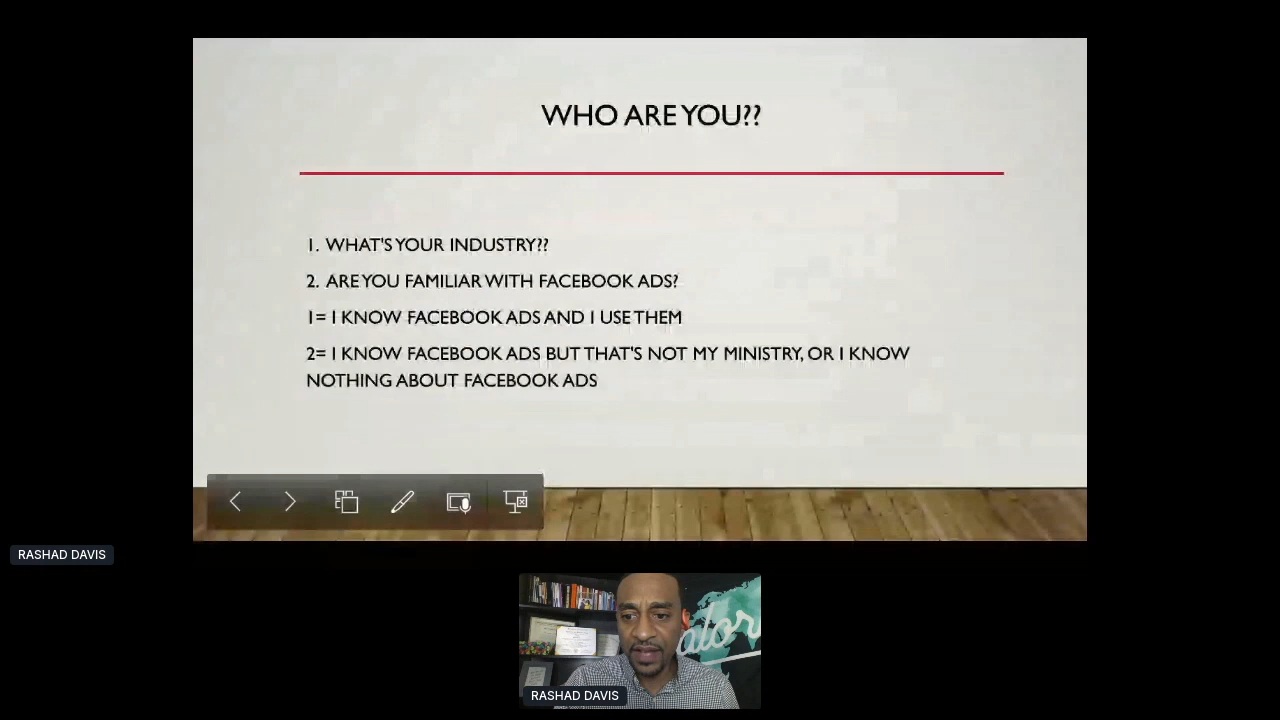 WHO ARE YOU??
1. WHAT'S YOUR INDUSTRY??
2. ARE YOU FAMILIAR WITH FACEBOOK ADS?
1= I KNOW FACEBOOK ADS AND I USE THEM
2= I KNOW FACEBOOK ADS BUT THAT'S NOT MY MINISTRY, OR I KNOW
NOTHING ABOUT FACEBOOK ADS
RASHAD DAVIS
alor
RASHAD DAVIS